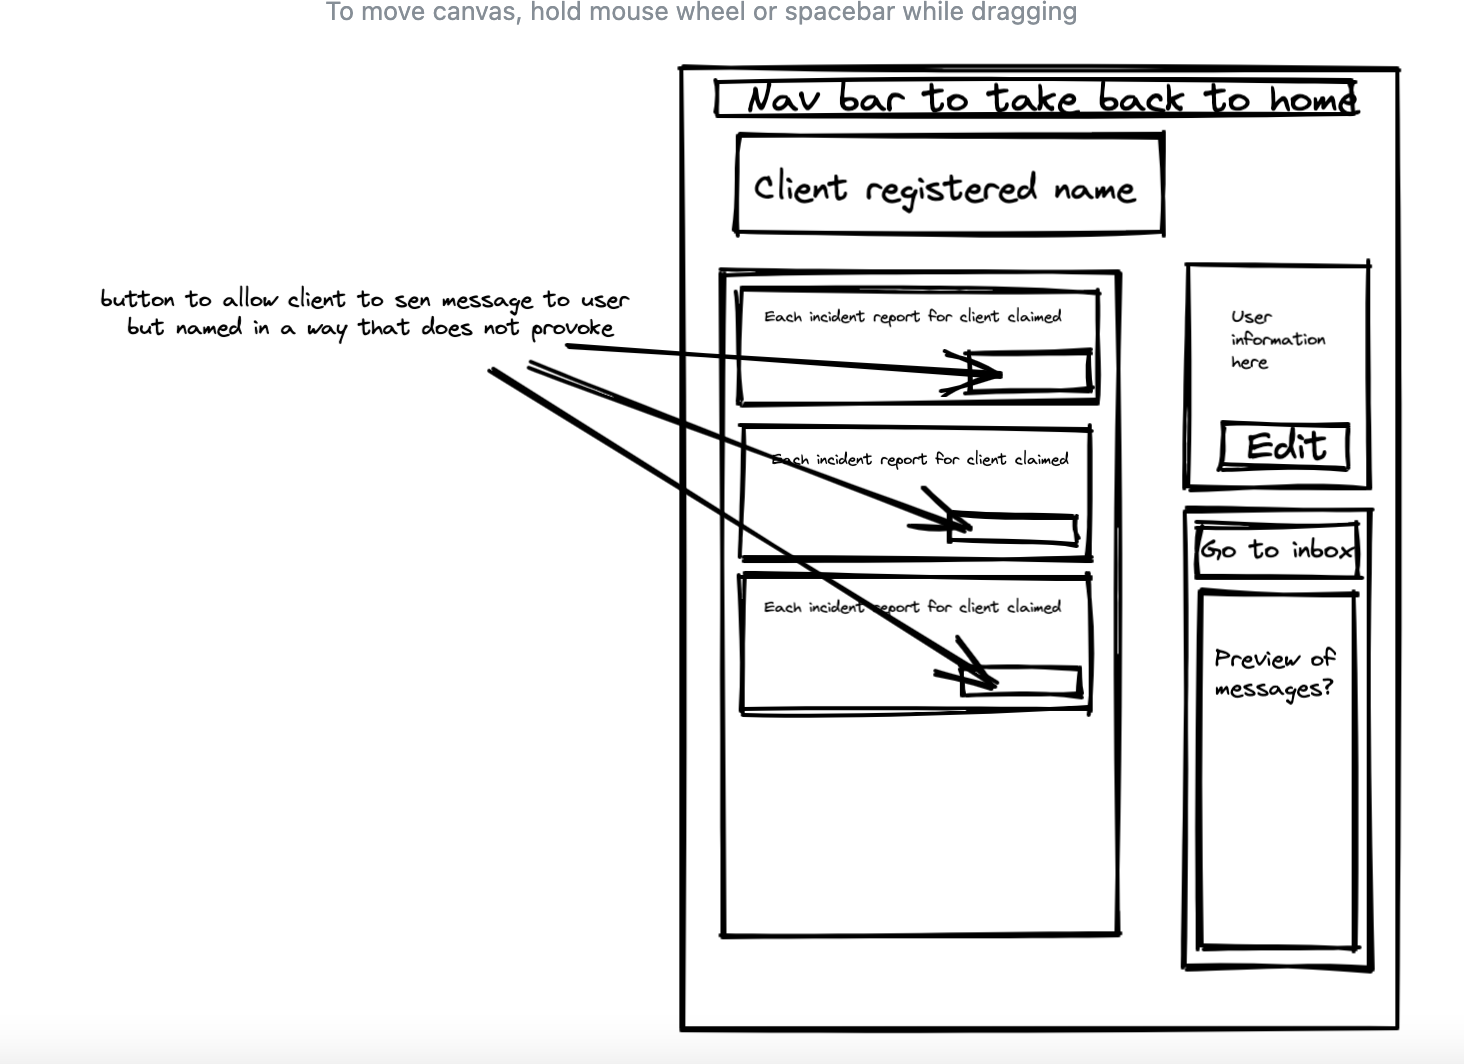 To move canvas, hold mouse wheel or spacebar while dragging
Nav bar to take back to home
Client registered name
button to allow client to sen message to user
but named in a way that does not provoke
Each incident report for client claimed
Each incident report for client claimed
Each incident report for client claimed
User
information
here
Edit
Go to inbox
Preview of
messages?